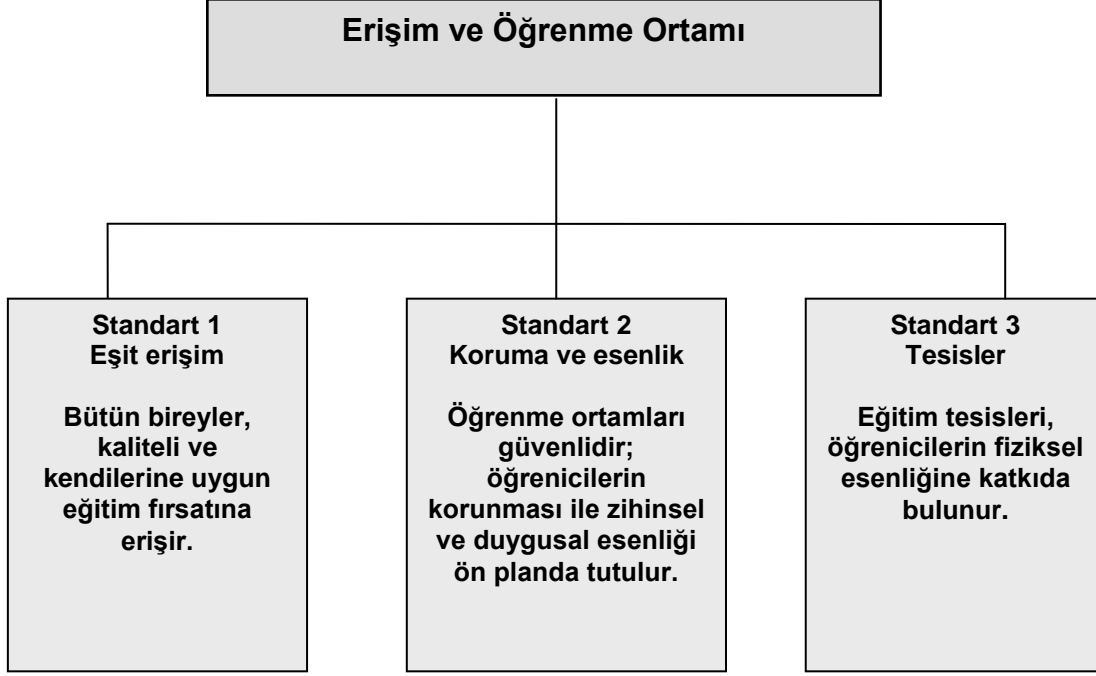 Erişim ve Öğrenme Ortamı
Standart 1
Eşit erişim
Bütün bireyler,
kaliteli ve
kendilerine uygun
eğitim fırsatına
erişir.
Standart 2
Koruma ve esenlik
Öğrenme ortamları
güvenlidir;
öğrenicilerin
korunması ile zihinsel
ve duygusal esenliği
ön planda tutulur.
Standart 3
Tesisler
Eğitim tesisleri,
öğrenicilerin fiziksel
esenliğine katkıda
bulunur.